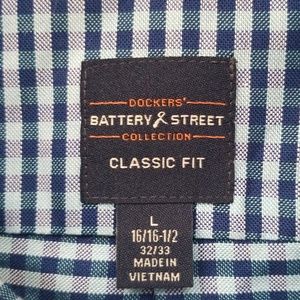 DOCKERS'
BATTERY & STREET
COLLECTION
CLASSIC FIT
L
16/16-1/2
32/33
MADE IN
VIETNAM